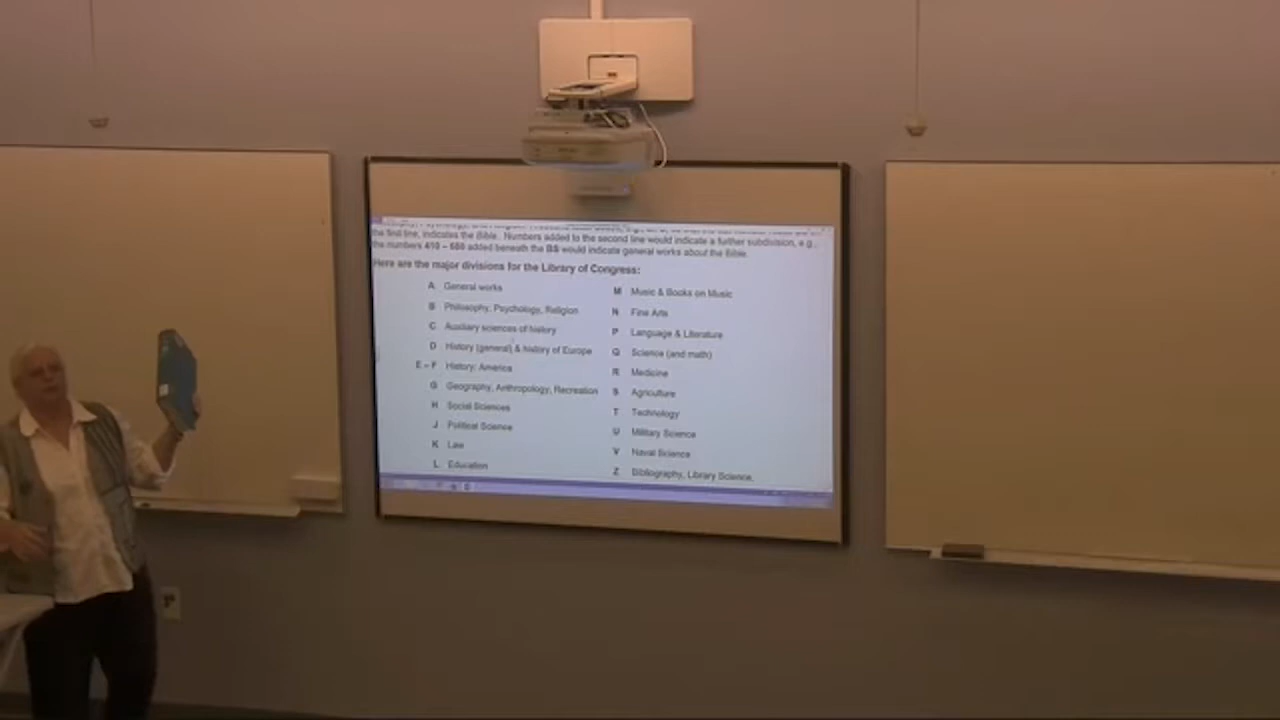 the first line, indicates the Bible. Numbers added to the second line would indicate a further subdivision, e.g.,
the numbers 410 – 680 added beneath the BS would indicate general works about the Bible.
Here are the major divisions for the Library of Congress:
A General works
B Philosophy, Psychology, Religion
C Auxiliary sciences of history
D History (general) & history of Europe
E – F History: America
G Geography, Anthropology, Recreation
H Social Sciences
J Political Science
K Law
L Education
M Music & Books on Music
N Fine Arts
P Language & Literature
Q Science (and math)
R Medicine
S Agriculture
T Technology
U Military Science
V Naval Science
Z Bibliography, Library Science,